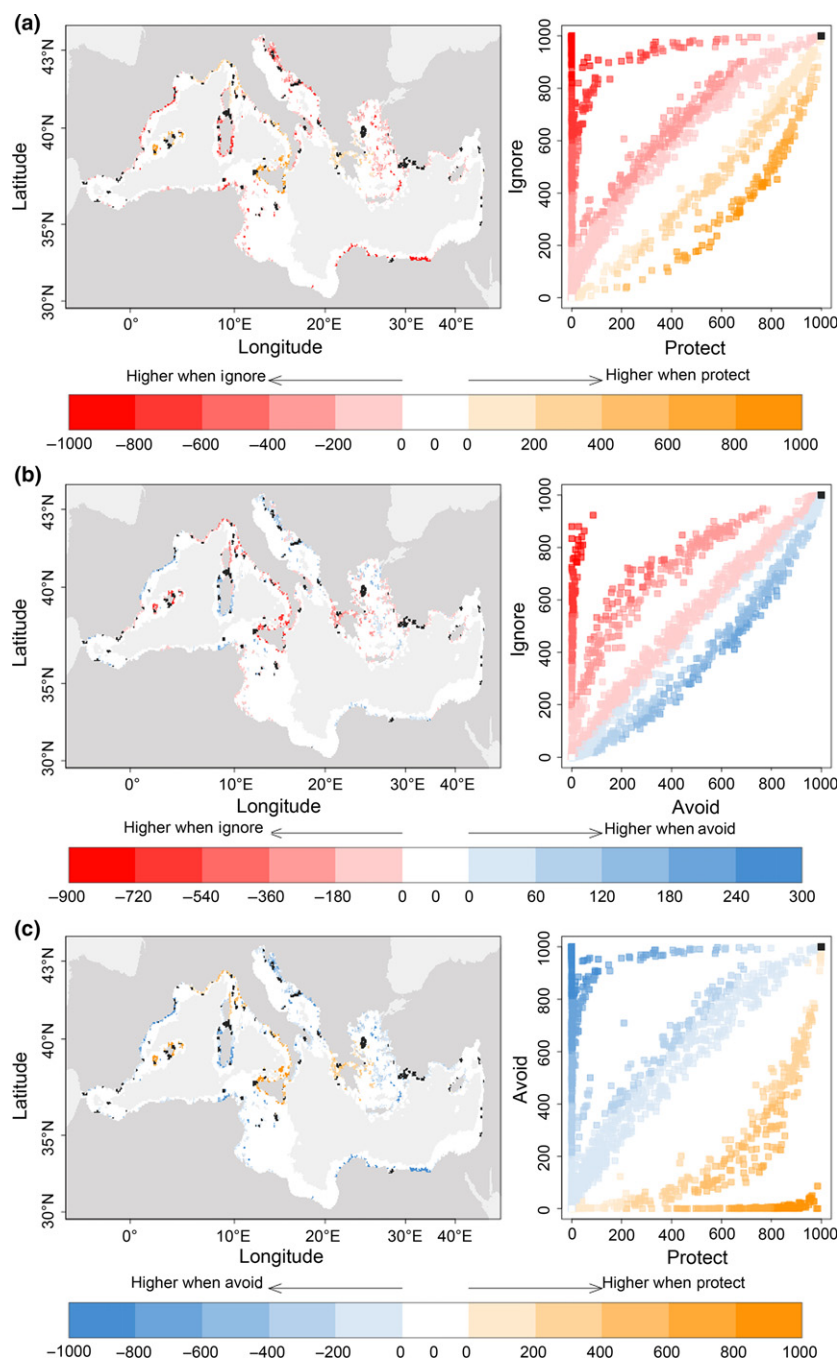 (a)
43°N
40°N
35°N
30°N
Latitude
0°
10°E
20°E
30°E
40°E
Longitude
1000
800
600
400
200
0
Ignore
0
200
400
600
800
1000
Protect
Higher when ignore
Higher when protect
–1000
–800
–600
–400
–200
0
0
200
400
600
800
1000
(b)
43°N
40°N
35°N
30°N
Latitude
0°
10°E
20°E
30°E
40°E
Longitude
1000
800
600
400
200
0
Ignore
0
200
400
600
800
1000
Avoid
Higher when ignore
Higher when avoid
–900
–720
–540
–360
–180
0
0
60
120
180
240
300
(c)
43°N
40°N
35°N
30°N
Latitude
0°
10°E
20°E
30°E
40°E
Longitude
1000
800
600
400
200
0
Avoid
0
200
400
600
800
1000
Protect
Higher when avoid
Higher when protect
–1000
–800
–600
–400
–200
0
0
200
400
600
800
1000